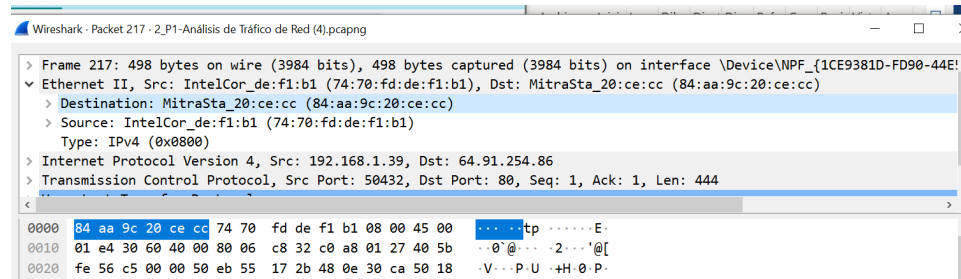 Wireshark · Packet 217 · 2_P1-Análisis de Tráfico de Red (4).pcapng
Frame 217: 498 bytes on wire (3984 bits), 498 bytes captured (3984 bits) on interface \Device\NPF_{1CE9381D-FD90-44E5
Ethernet II, Src: IntelCor_de:f1:b1 (74:70:fd:de:f1:b1), Dst: MitraSta_20:ce:cc (84:aa:9c:20:ce:cc)
Destination: MitraSta_20:ce:cc (84:aa:9c:20:ce:cc)
Source: IntelCor_de:f1:b1 (74:70:fd:de:f1:b1)
Type: IPv4 (0x0800)
Internet Protocol Version 4, Src: 192.168.1.39, Dst: 64.91.254.86
Transmission Control Protocol, Src Port: 50432, Dst Port: 80, Seq: 1, Ack: 1, Len: 444
0000 84 aa 9c 20 ce cc 74 70 fd de f1 b1 08 00 45 00 ··· ··tp ······E·
0010 01 e4 30 60 40 00 80 06 c8 32 c0 a8 01 27 40 5b ··0`@··· ·2···'@[
0020 fe 56 c5 00 00 50 eb 55 17 2b 48 0e 30 ca 50 18 ·V···P·U ·+H·0·P·